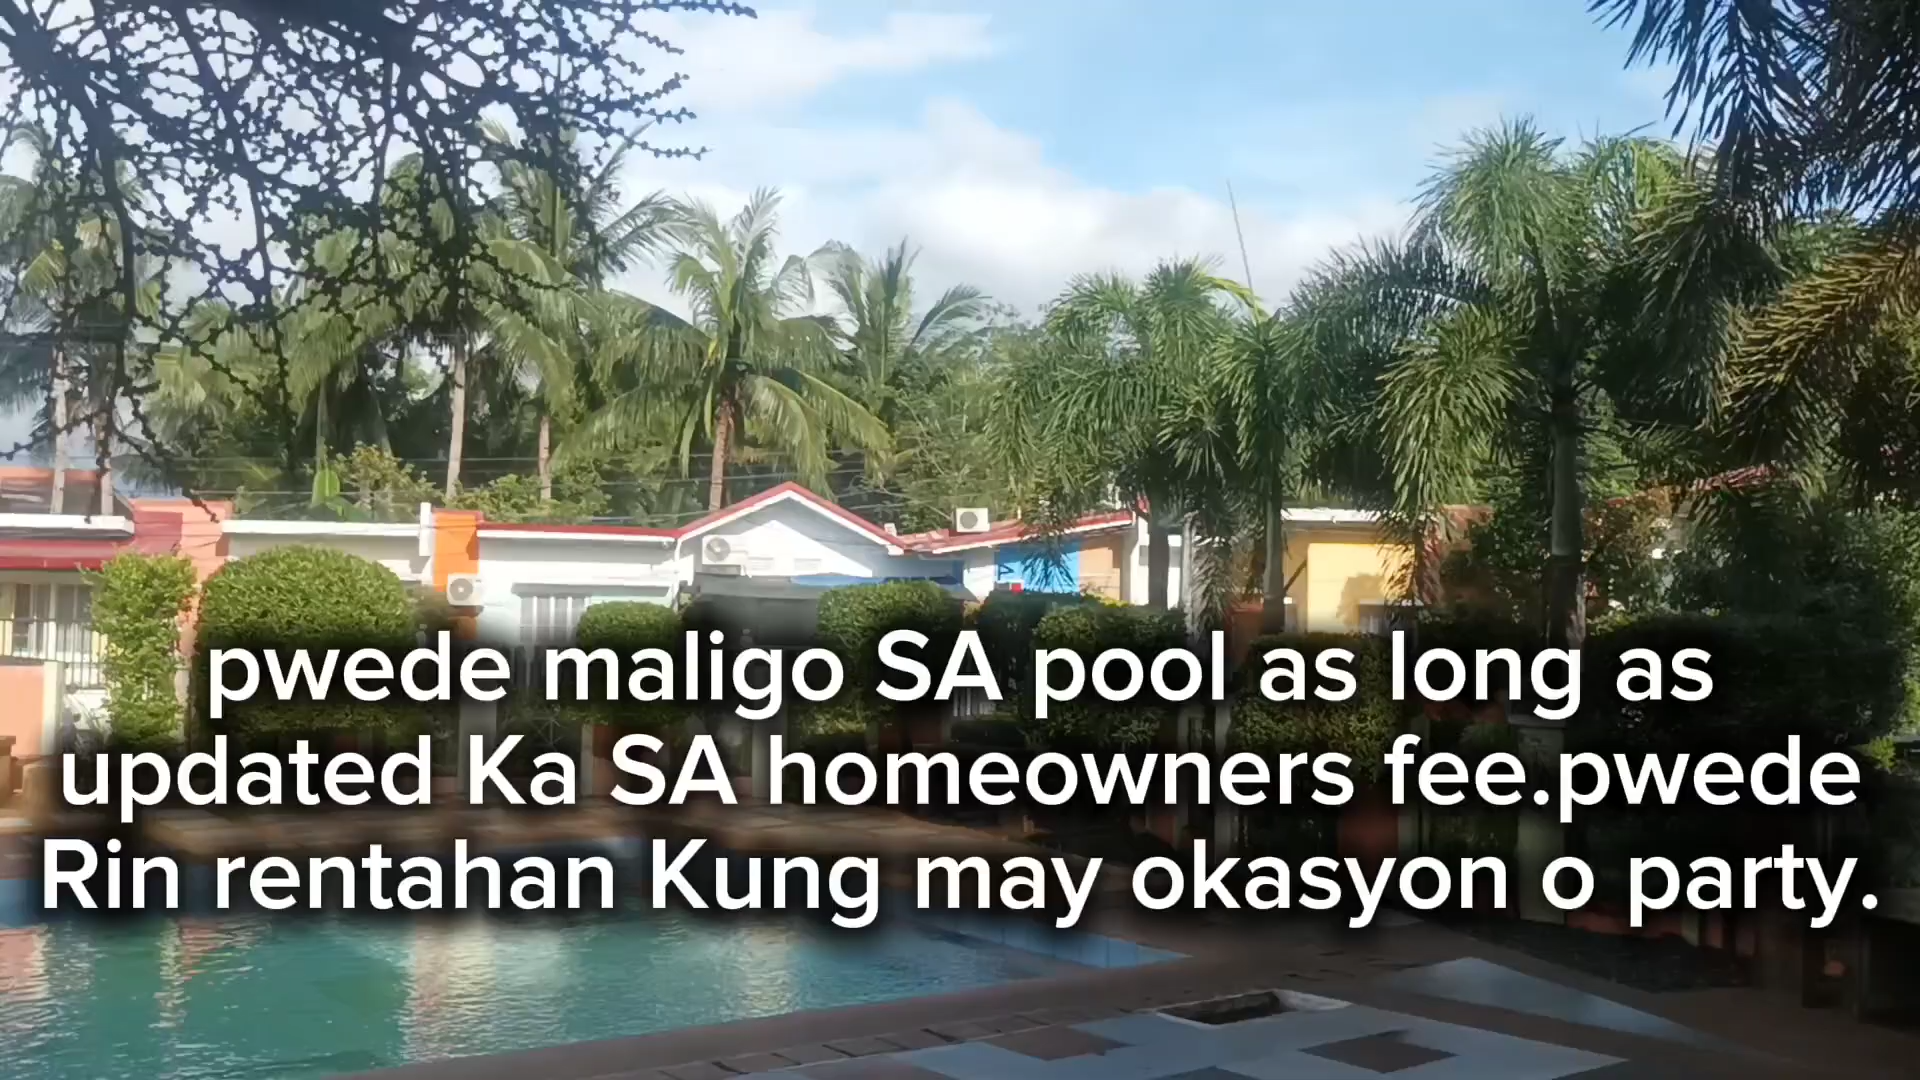 pwede maligo SA pool as long as
updated Ka SA homeowners fee.pwede
Rin rentahan Kung may okasyon o party.